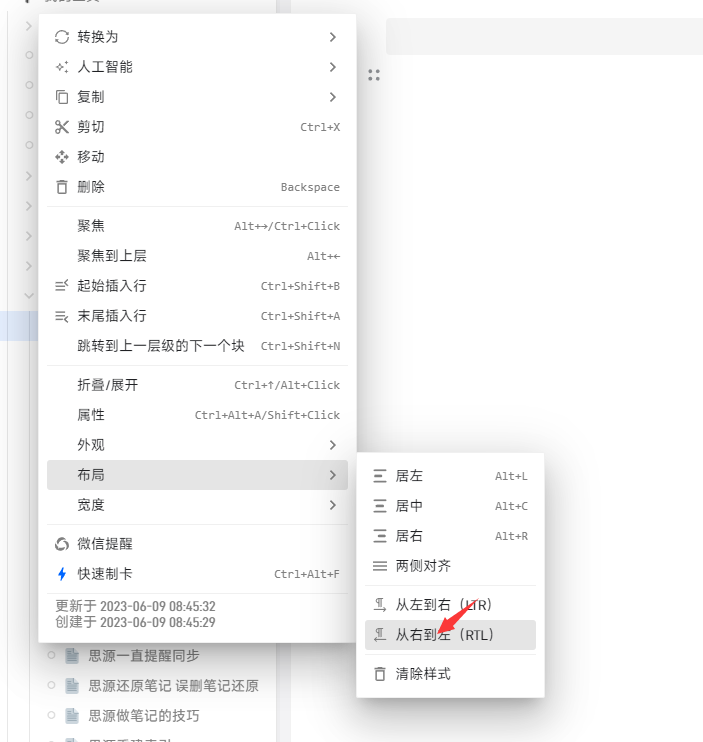 转换为
人工智能
复制
剪切 Ctrl+X
移动
删除 Backspace
聚焦 Alt+↔/Ctrl+Click
聚焦到上层 Alt+←
起始插入行 Ctrl+Shift+B
末尾插入行 Ctrl+Shift+A
跳转到上一层级的下一个块 Ctrl+Shift+N
折叠/展开 Ctrl+↑/Alt+Click
属性 Ctrl+Alt+A/Shift+Click
外观
布局
宽度
微信提醒
快速制卡 Ctrl+Alt+F
更新于 2023-06-09 08:45:32
创建于 2023-06-09 08:45:29
居左 Alt+L
居中 Alt+C
居右 Alt+R
两侧对齐
从左到右（LTR）
从右到左（RTL）
清除样式
思源一直提醒同步
思源还原笔记 误删笔记还原
思源做笔记的技巧